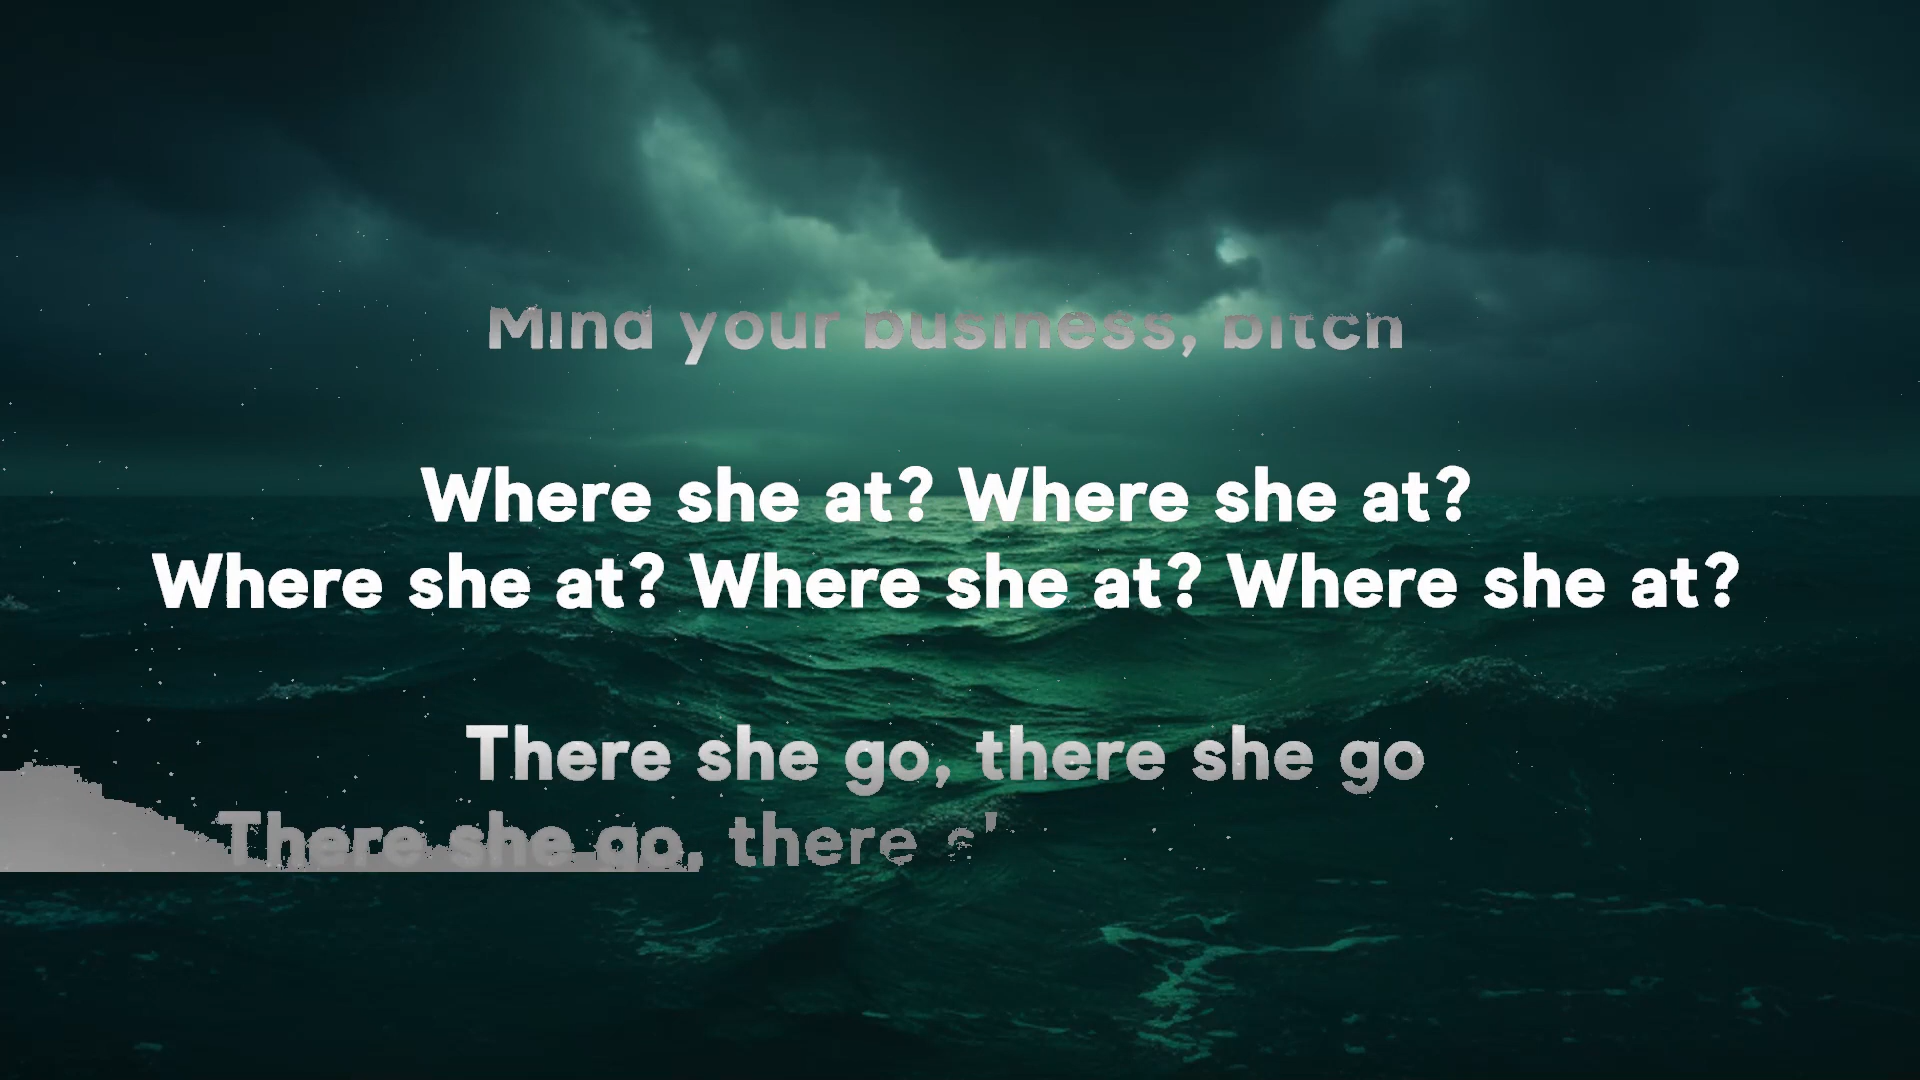 Mind your business, bitch
Where she at? Where she at?
Where she at? Where she at? Where she at?
There she go, there she go
There she go, there